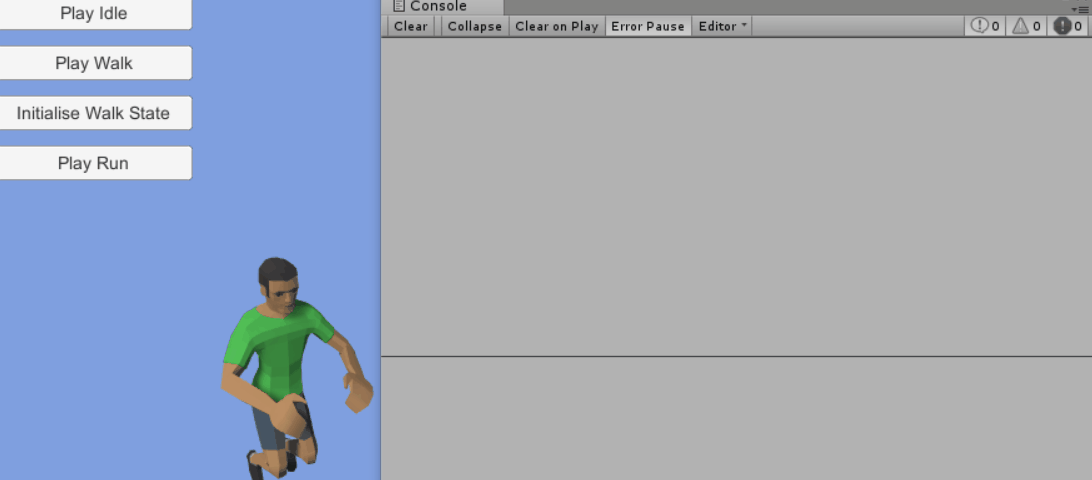 Play Idle
Play Walk
Initialise Walk State
Play Run
Console
Clear Collapse Clear on Play Error Pause Editor 0 0 0